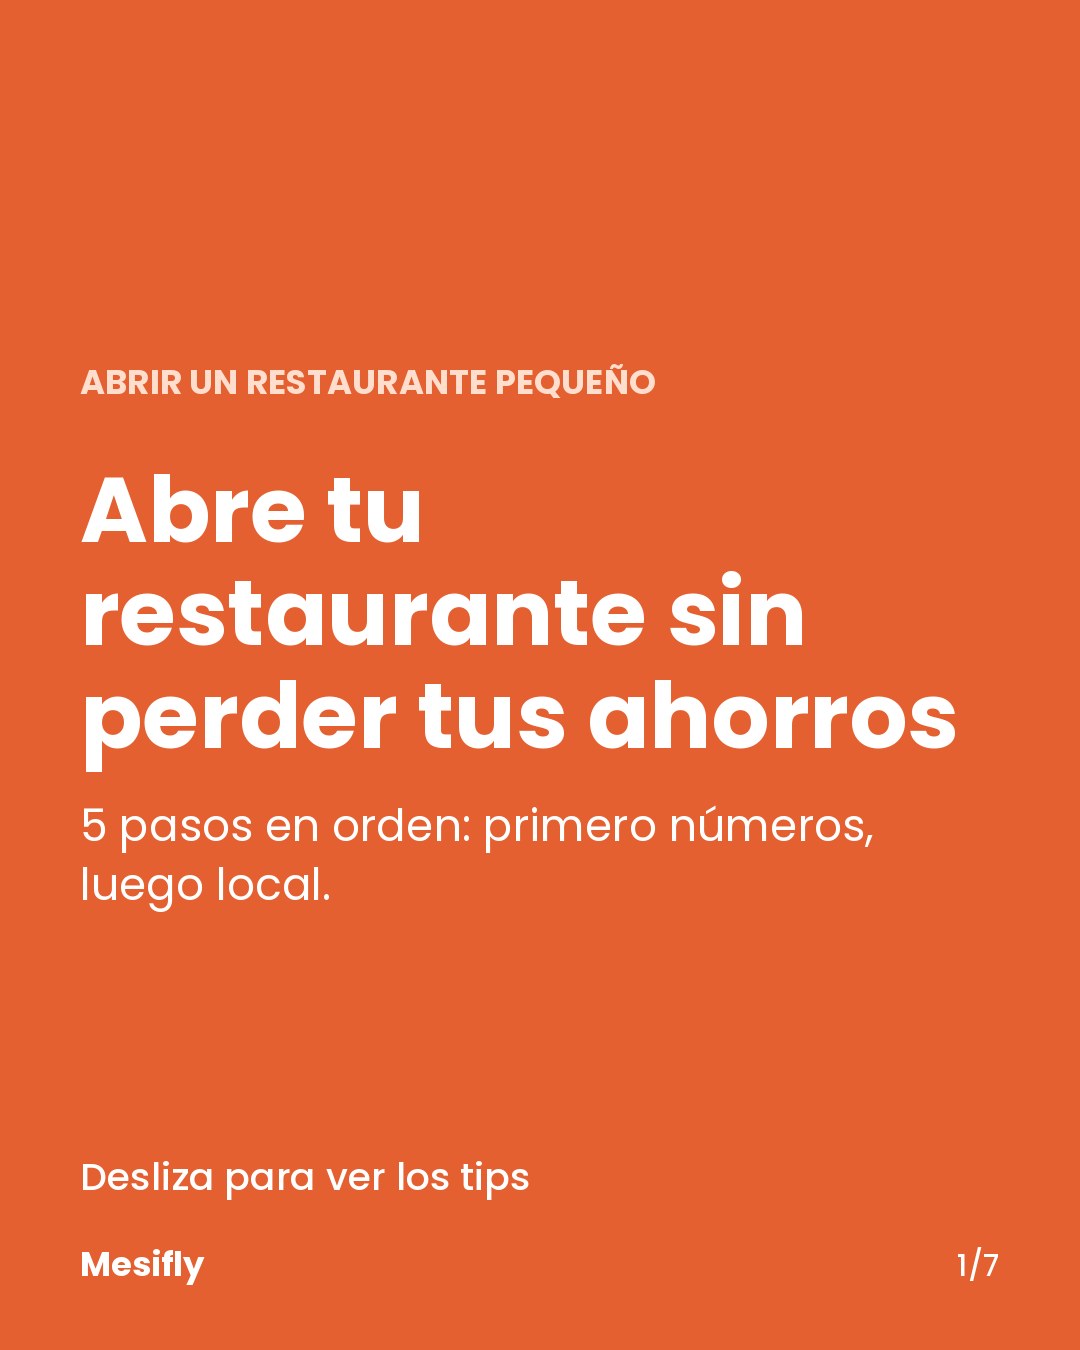 ABRIR UN RESTAURANTE PEQUEÑO
Abre tu
restaurante sin
perder tus ahorros
5 pasos en orden: primero números,
luego local.
Desliza para ver los tips
Mesifly
1/7